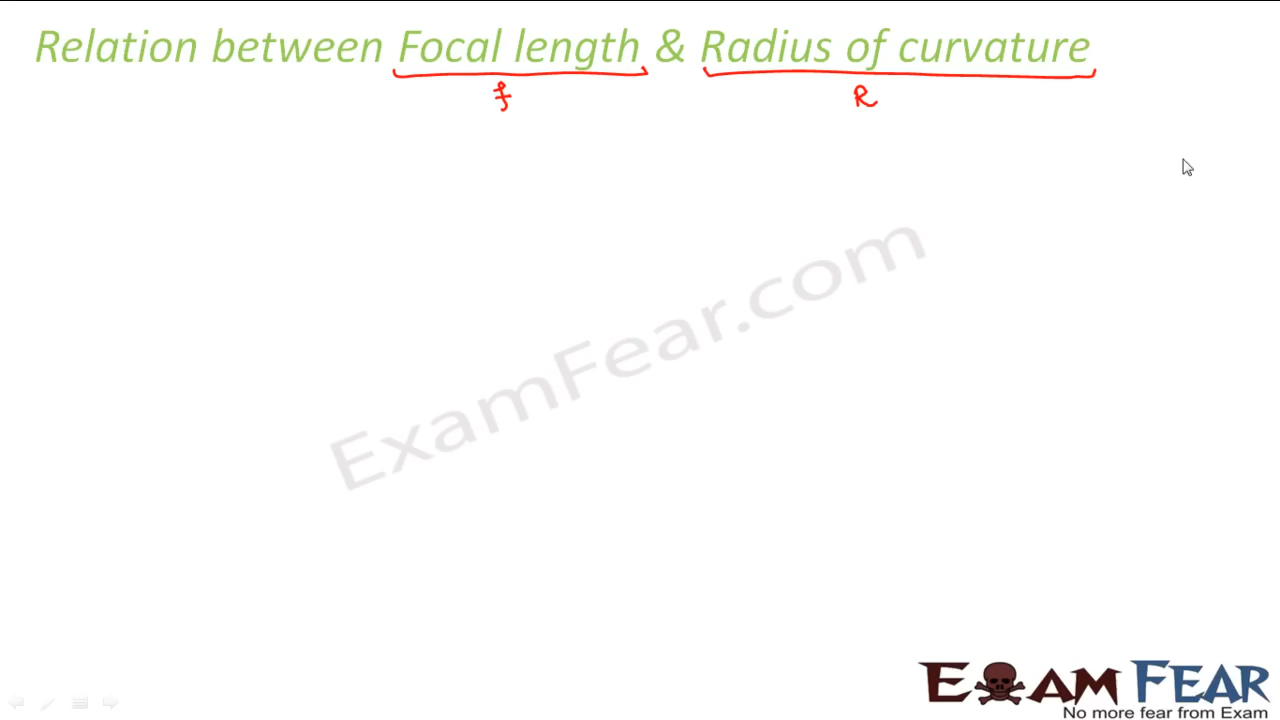 Relation between Focal length & Radius of curvature
f R
ExamFear.com
EXAM FEAR
No more fear from Exam